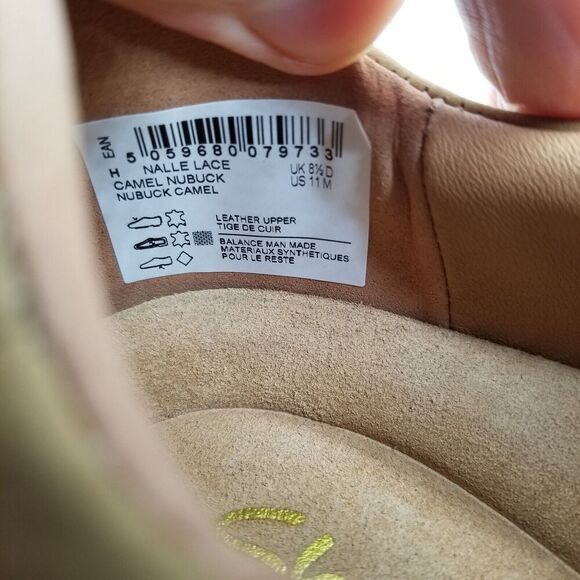 EAN
H 5 059680 079733
NALLE LACE
CAMEL NUBUCK
NUBUCK CAMEL
UK 8½ D
US 11 M
LEATHER UPPER
TIGE DE CUIR
BALANCE MAN MADE
MATERIAUX SYNTHETIQUES
POUR LE RESTE